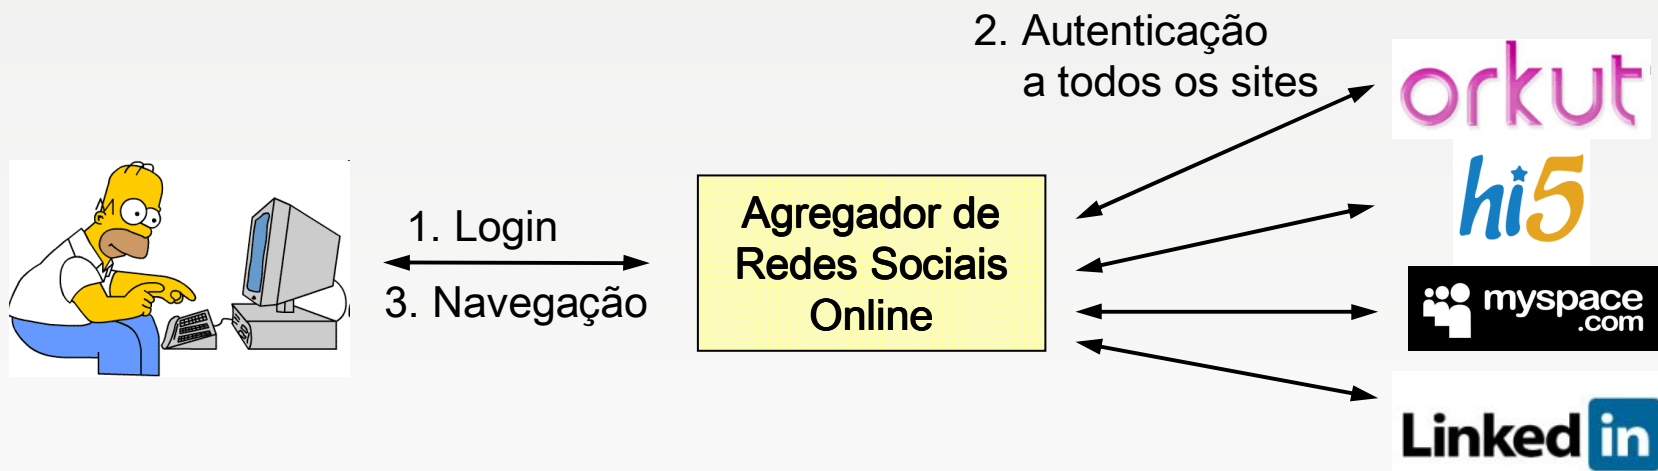 2. Autenticação
a todos os sites
1. Login
3. Navegação
Agregador de
Redes Sociais
Online
orkut
hi5
myspace
.com
Linked in